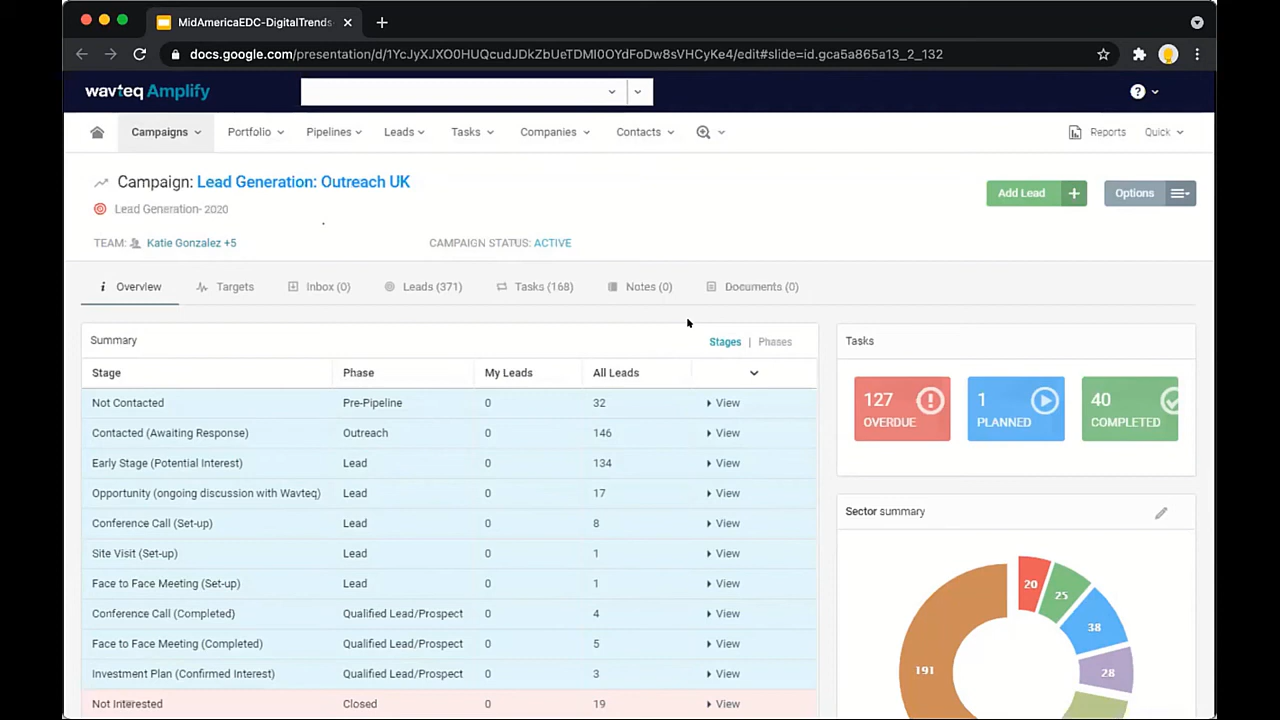 MidAmericaEDC-DigitalTrends
docs.google.com/presentation/d/1YcJyXJXO0HUQcudJDkZbUeTDMI0OYdFoDw8sVHCyKe4/edit#slide=id.gca5a865a13_2_132
wavteq Amplify
Campaigns Portfolio Pipelines Leads Tasks Companies Contacts Reports Quick
Campaign: Lead Generation: Outreach UK
Add Lead + Options
Lead Generation- 2020
TEAM: Katie Gonzalez +5 CAMPAIGN STATUS: ACTIVE
Overview Targets Inbox (0) Leads (371) Tasks (168) Notes (0) Documents (0)
Summary Stages | Phases
Stage Phase My Leads All Leads
Not Contacted Pre-Pipeline 0 32 View
Contacted (Awaiting Response) Outreach 0 146 View
Early Stage (Potential Interest) Lead 0 134 View
Opportunity (ongoing discussion with Wavteq) Lead 0 17 View
Conference Call (Set-up) Lead 0 8 View
Site Visit (Set-up) Lead 0 1 View
Face to Face Meeting (Set-up) Lead 0 1 View
Conference Call (Completed) Qualified Lead/Prospect 0 4 View
Face to Face Meeting (Completed) Qualified Lead/Prospect 0 5 View
Investment Plan (Confirmed Interest) Qualified Lead/Prospect 0 3 View
Not Interested Closed 0 19 View
Tasks
127 1 40
OVERDUE PLANNED COMPLETED
Sector summary
20
25
38
28
191